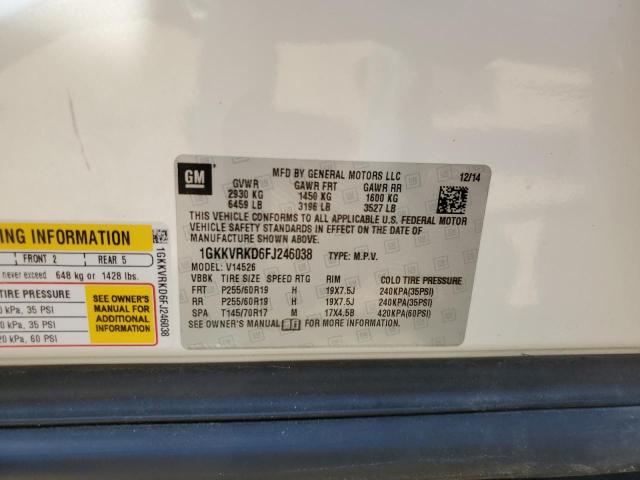 GM
MFD BY GENERAL MOTORS LLC 12/14
GVWR GAWR FRT GAWR RR
2930 KG 1450 KG 1600 KG
6459 LB 3196 LB 3527 LB
THIS VEHICLE CONFORMS TO ALL APPLICABLE U.S. FEDERAL MOTOR
VEHICLE SAFETY STANDARDS IN EFFECT ON THE DATE OF
MANUFACTURE SHOWN ABOVE.
1GKKVRKD6FJ246038 TYPE: M.P.V.
MODEL: V14526
VBBK TIRE SIZE SPEED RTG RIM COLD TIRE PRESSURE
FRT P255/60R19 H 19X7.5J 240KPA(35PSI)
RR P255/60R19 H 19X7.5J 240KPA(35PSI)
SPA T145/70R17 M 17X4.5B 420KPA(60PSI)
SEE OWNER'S MANUAL FOR MORE INFORMATION.
NG INFORMATION
FRONT 2 REAR 5
never exceed 648 kg or 1428 lbs.
TIRE PRESSURE
KPA, 35 PSI
KPA, 35 PSI
20 KPA, 60 PSI
SEE OWNER'S
MANUAL FOR
ADDITIONAL
INFORMATION
1GKKVRKD6FJ246038